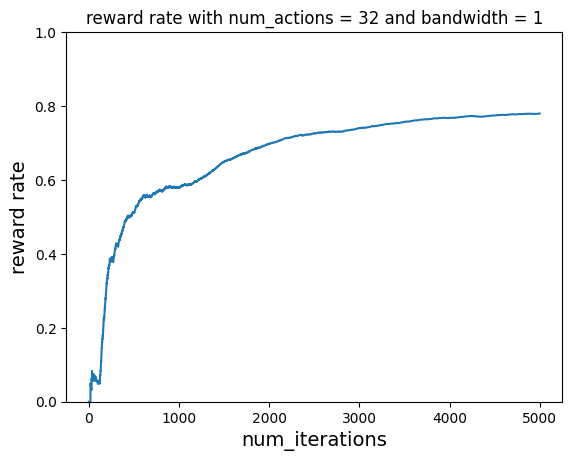 reward rate with num_actions = 32 and bandwidth = 1
1.0
0.8
0.6
0.4
0.2
0.0
reward rate
0 1000 2000 3000 4000 5000
num_iterations